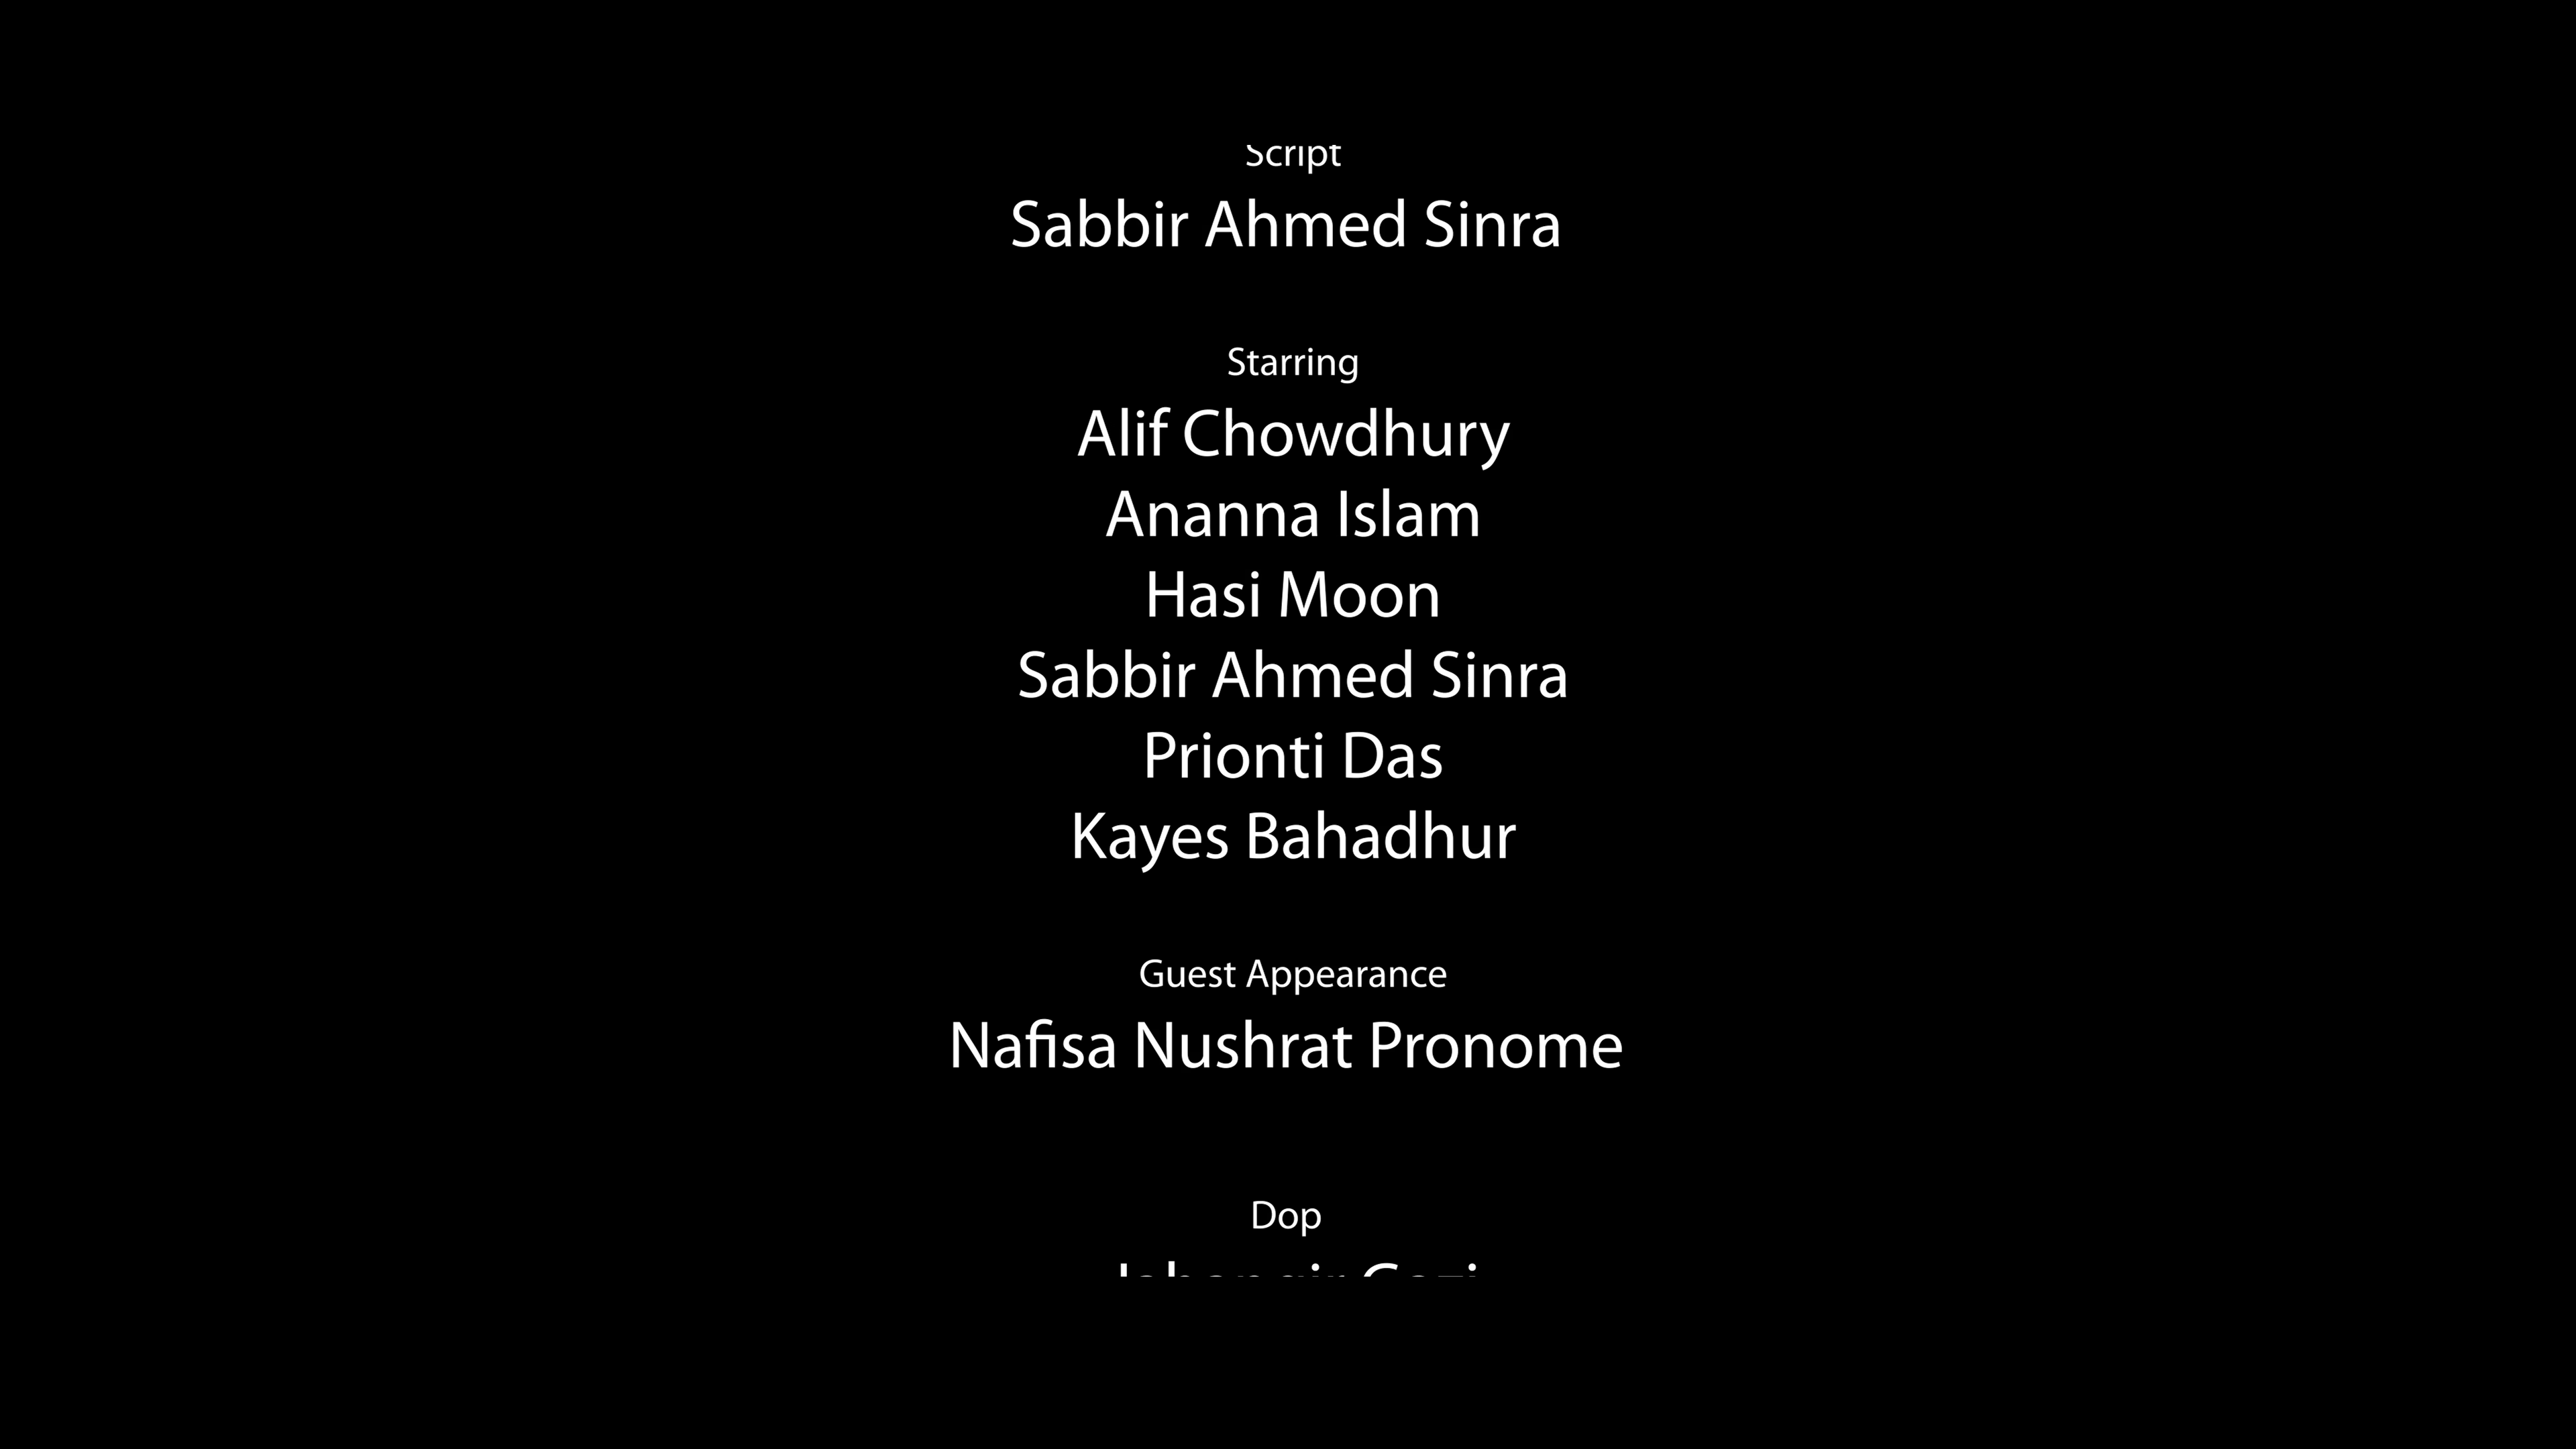 Script
Sabbir Ahmed Sinra
Starring
Alif Chowdhury
Ananna Islam
Hasi Moon
Sabbir Ahmed Sinra
Prionti Das
Kayes Bahadhur
Guest Appearance
Nafisa Nushrat Pronome
Dop